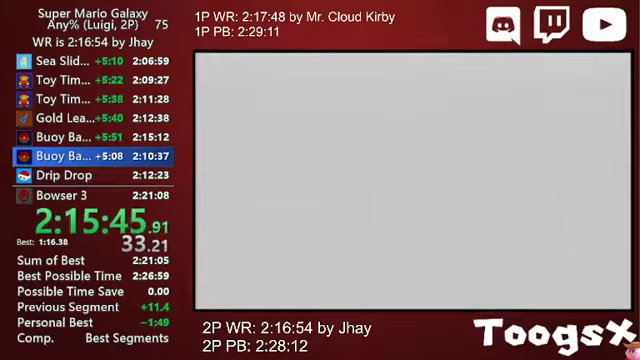 Super Mario Galaxy
Any% (Luigi, 2P) 75
WR is 2:16:54 by Jhay
Sea Slid... +5:10 2:06:59
Toy Tim... +5:22 2:09:27
Toy Tim... +5:38 2:11:28
Gold Lea... +5:40 2:12:38
Buoy Ba... +5:51 2:15:12
Buoy Ba... +5:08 2:10:37
Drip Drop 2:12:23
Bowser 3 2:21:08
2:15:45.91
Best: 1:16.38 33.21
Sum of Best 2:21:05
Best Possible Time 2:26:59
Possible Time Save 0.00
Previous Segment +11.4
Personal Best −1:49
Comp. Best Segments
1P WR: 2:17:48 by Mr. Cloud Kirby
1P PB: 2:29:11
2P WR: 2:16:54 by Jhay
2P PB: 2:28:12
ToogsX